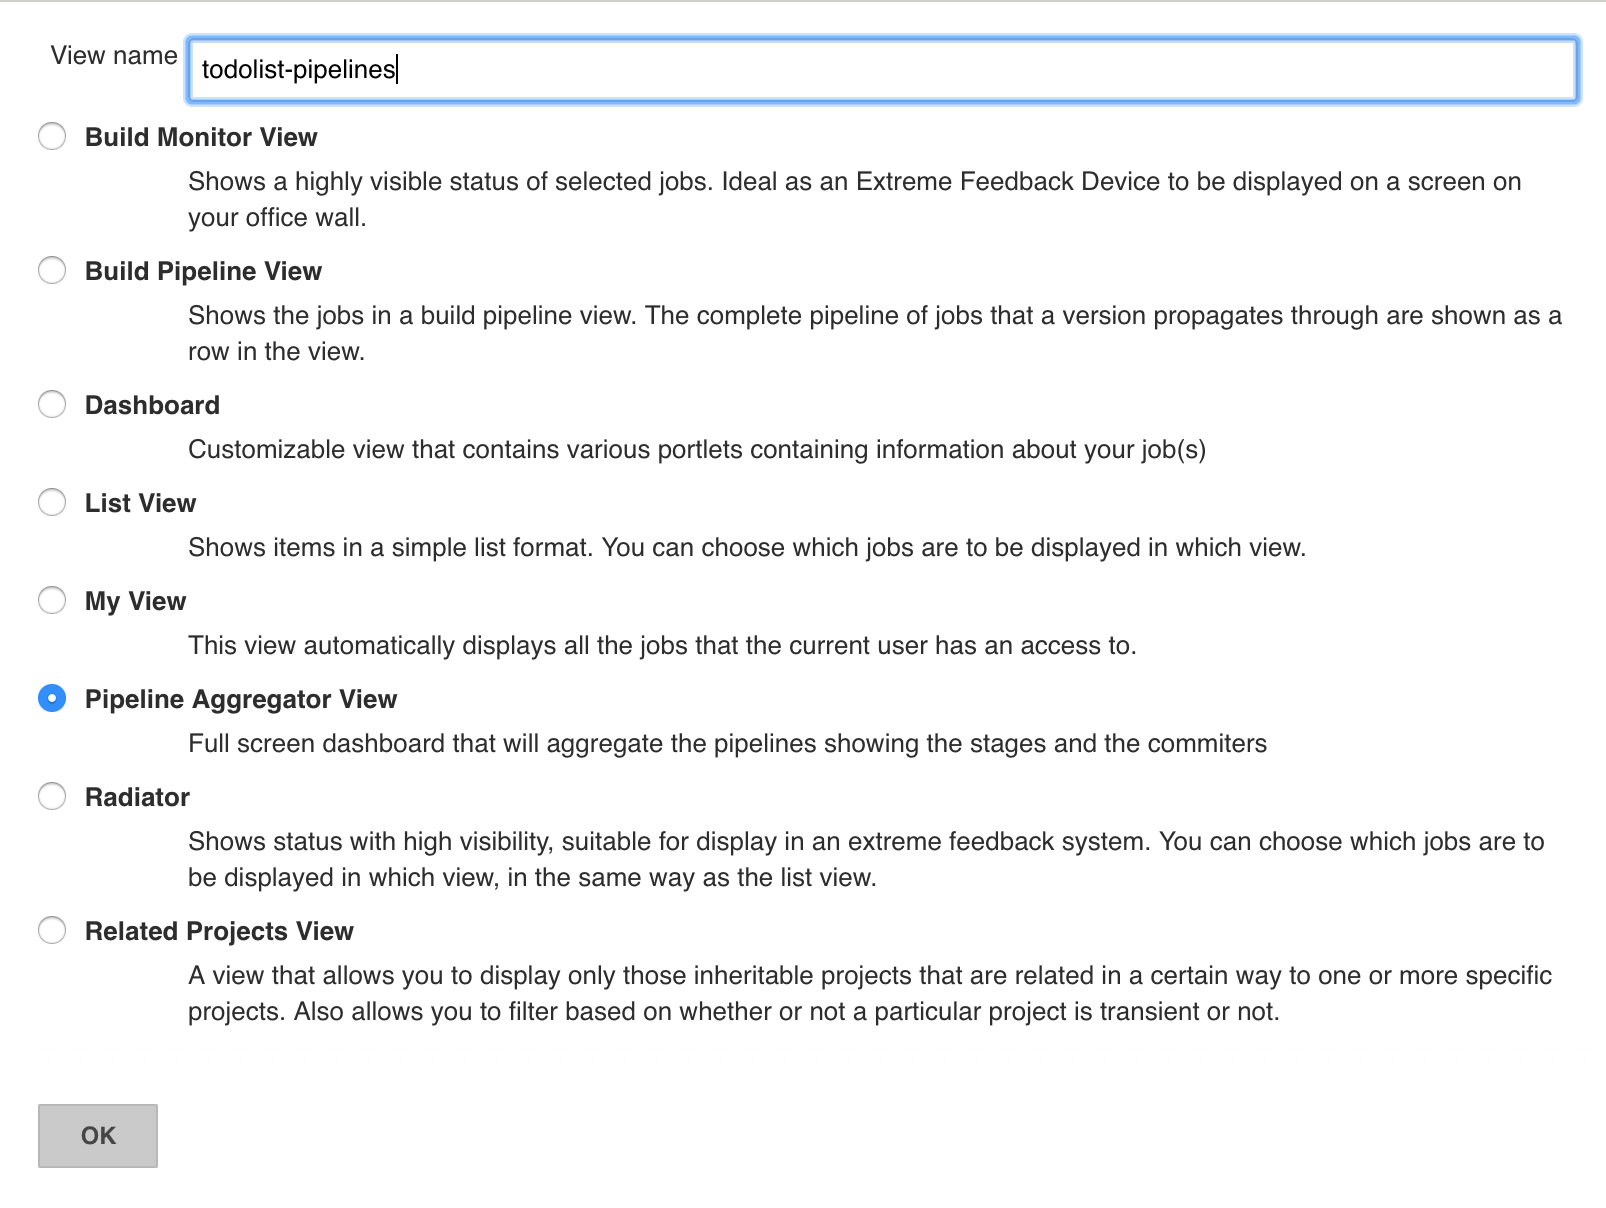 View name
todolist-pipelines
Build Monitor View
Shows a highly visible status of selected jobs. Ideal as an Extreme Feedback Device to be displayed on a screen on
your office wall.
Build Pipeline View
Shows the jobs in a build pipeline view. The complete pipeline of jobs that a version propagates through are shown as a
row in the view.
Dashboard
Customizable view that contains various portlets containing information about your job(s)
List View
Shows items in a simple list format. You can choose which jobs are to be displayed in which view.
My View
This view automatically displays all the jobs that the current user has an access to.
Pipeline Aggregator View
Full screen dashboard that will aggregate the pipelines showing the stages and the commiters
Radiator
Shows status with high visibility, suitable for display in an extreme feedback system. You can choose which jobs are to
be displayed in which view, in the same way as the list view.
Related Projects View
A view that allows you to display only those inheritable projects that are related in a certain way to one or more specific
projects. Also allows you to filter based on whether or not a particular project is transient or not.
OK